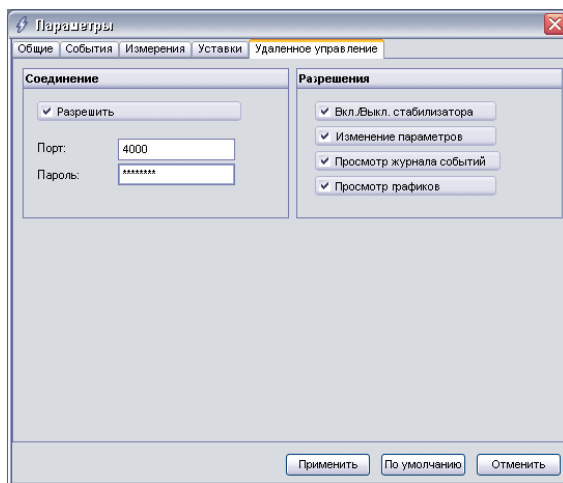 Параметры
Общие События Измерения Уставки Удаленное управление
Соединение
Разрешить
Порт: 4000
Пароль: ********
Разрешения
Вкл./Выкл. стабилизатора
Изменение параметров
Просмотр журнала событий
Просмотр графиков
Применить По умолчанию Отменить